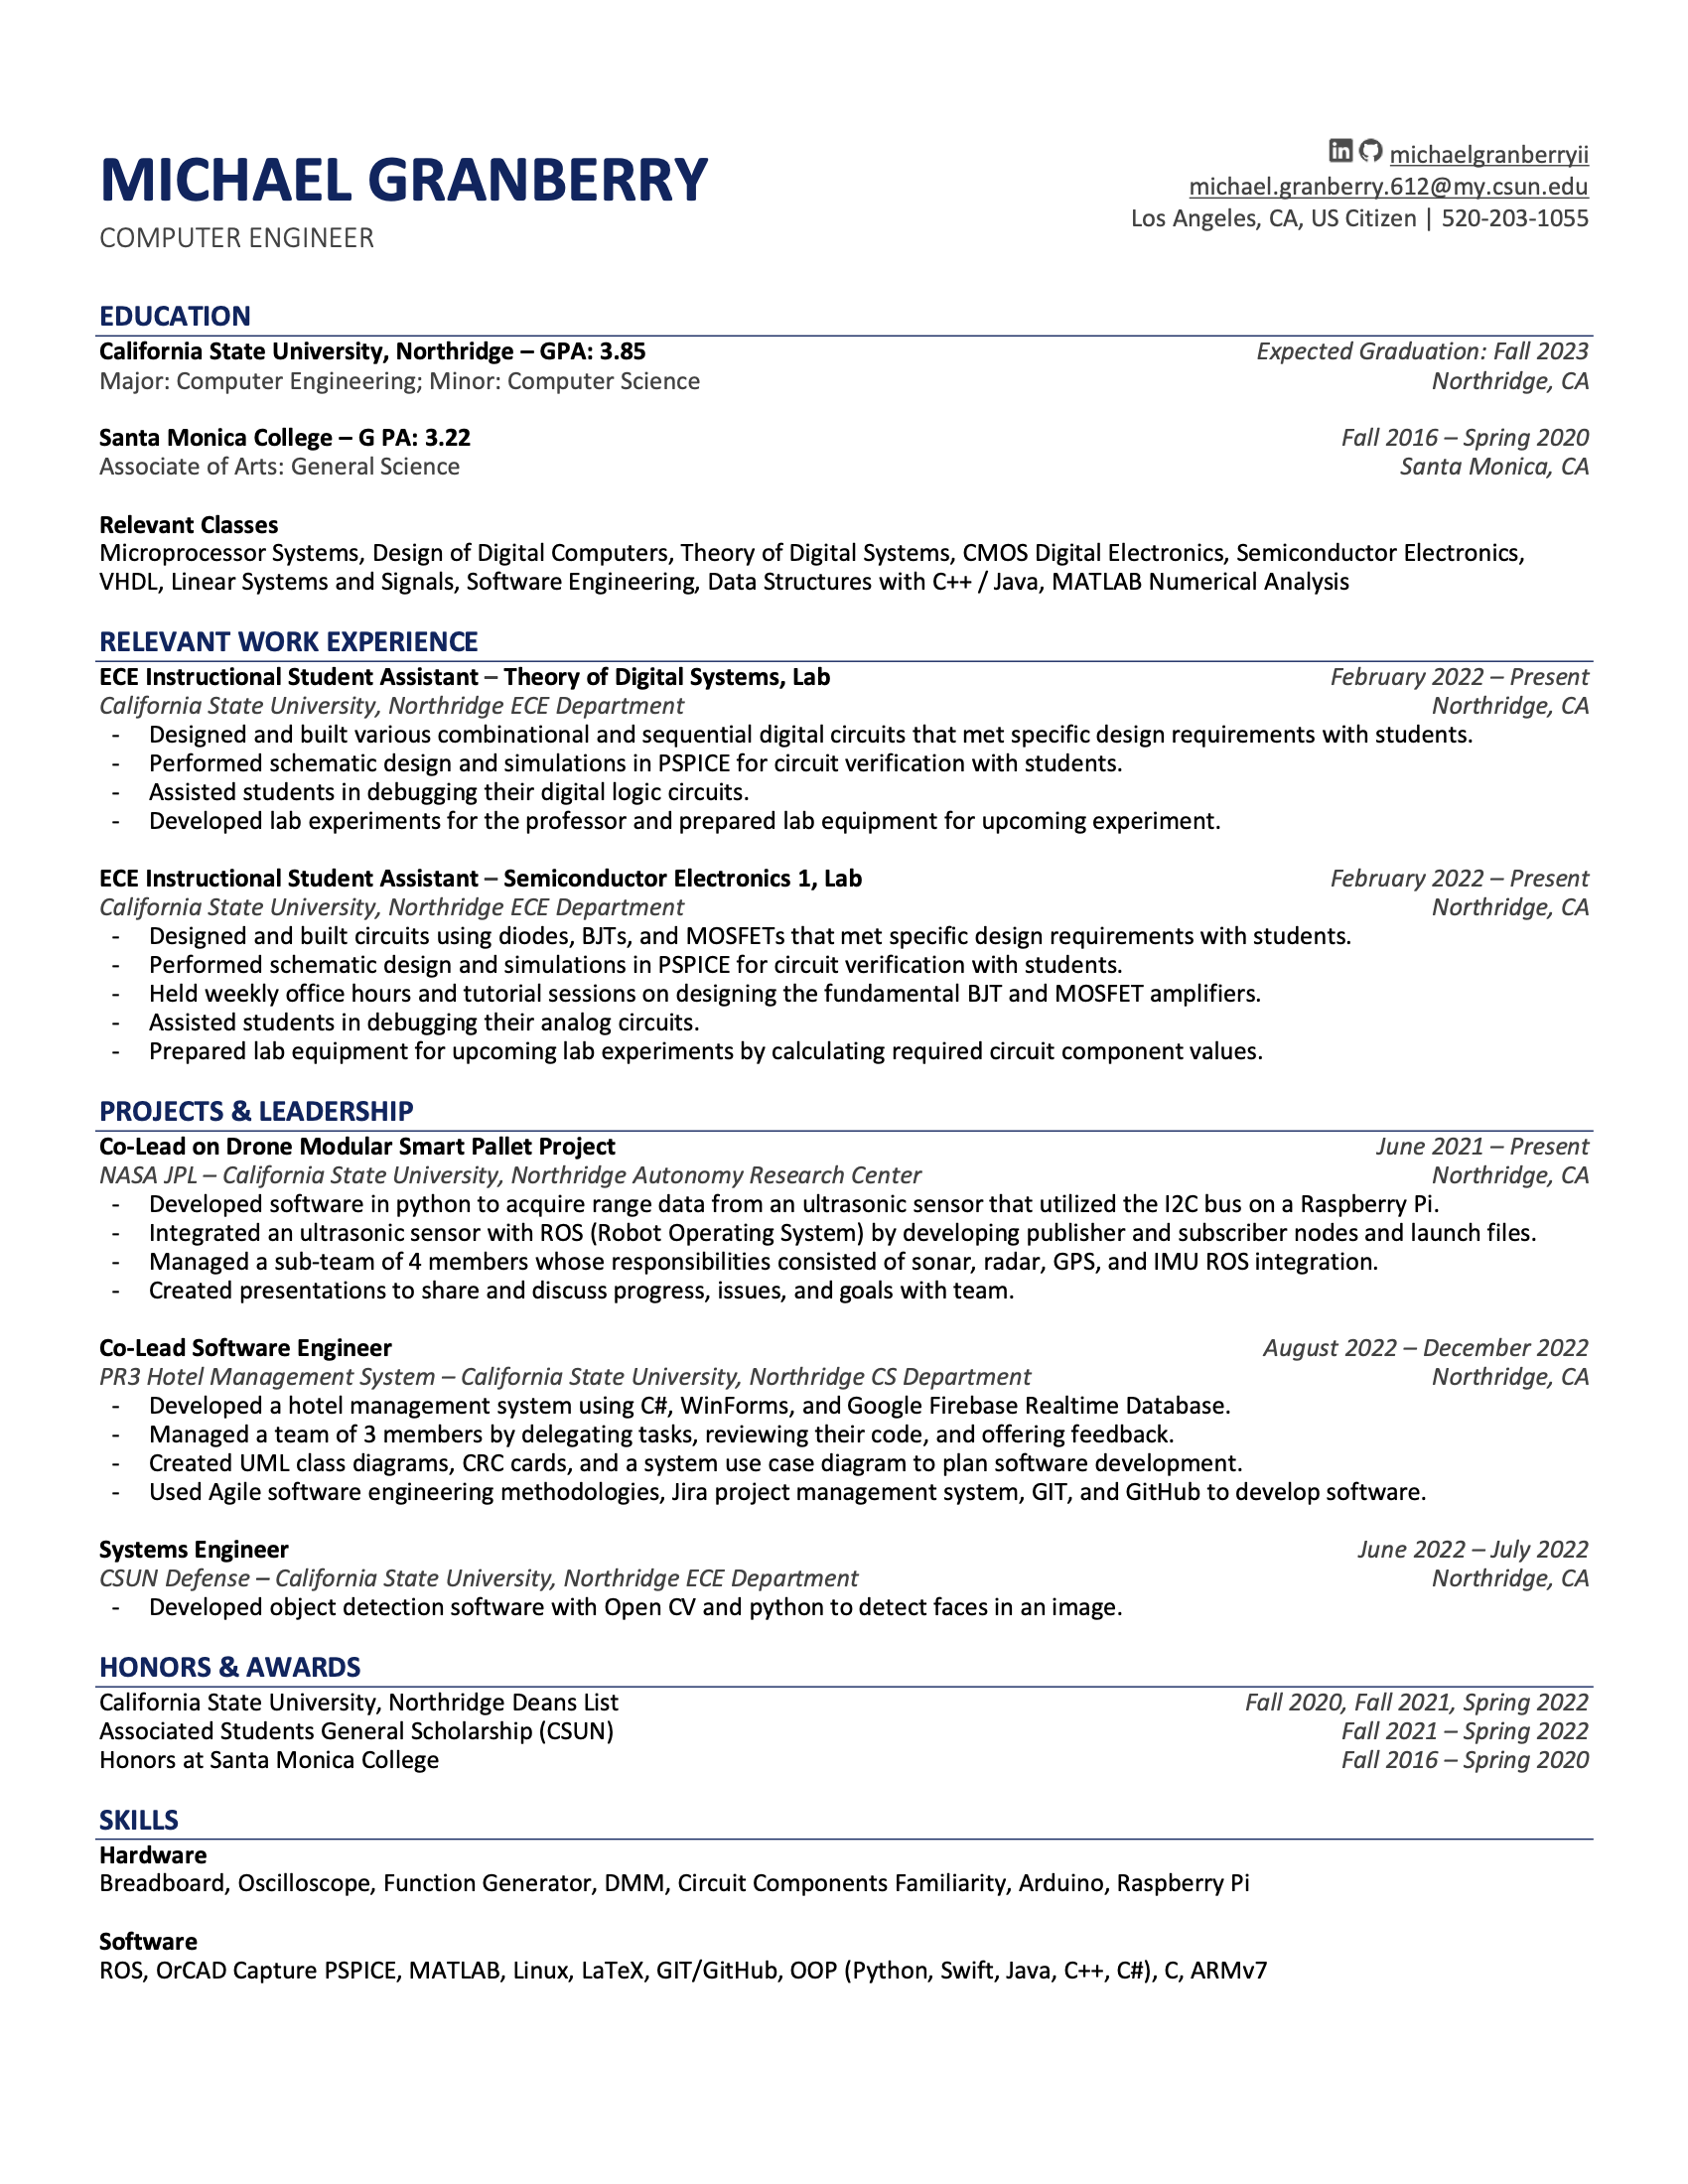 MICHAEL GRANBERRY
COMPUTER ENGINEER
in michaelgranberryii
michael.granberry.612@my.csun.edu
Los Angeles, CA, US Citizen | 520-203-1055
EDUCATION
California State University, Northridge – GPA: 3.85 Expected Graduation: Fall 2023
Major: Computer Engineering; Minor: Computer Science Northridge, CA
Santa Monica College – G PA: 3.22 Fall 2016 – Spring 2020
Associate of Arts: General Science Santa Monica, CA
Relevant Classes
Microprocessor Systems, Design of Digital Computers, Theory of Digital Systems, CMOS Digital Electronics, Semiconductor Electronics,
VHDL, Linear Systems and Signals, Software Engineering, Data Structures with C++ / Java, MATLAB Numerical Analysis
RELEVANT WORK EXPERIENCE
ECE Instructional Student Assistant – Theory of Digital Systems, Lab February 2022 – Present
California State University, Northridge ECE Department Northridge, CA
- Designed and built various combinational and sequential digital circuits that met specific design requirements with students.
- Performed schematic design and simulations in PSPICE for circuit verification with students.
- Assisted students in debugging their digital logic circuits.
- Developed lab experiments for the professor and prepared lab equipment for upcoming experiment.
ECE Instructional Student Assistant – Semiconductor Electronics 1, Lab February 2022 – Present
California State University, Northridge ECE Department Northridge, CA
- Designed and built circuits using diodes, BJTs, and MOSFETs that met specific design requirements with students.
- Performed schematic design and simulations in PSPICE for circuit verification with students.
- Held weekly office hours and tutorial sessions on designing the fundamental BJT and MOSFET amplifiers.
- Assisted students in debugging their analog circuits.
- Prepared lab equipment for upcoming lab experiments by calculating required circuit component values.
PROJECTS & LEADERSHIP
Co-Lead on Drone Modular Smart Pallet Project June 2021 – Present
NASA JPL – California State University, Northridge Autonomy Research Center Northridge, CA
- Developed software in python to acquire range data from an ultrasonic sensor that utilized the I2C bus on a Raspberry Pi.
- Integrated an ultrasonic sensor with ROS (Robot Operating System) by developing publisher and subscriber nodes and launch files.
- Managed a sub-team of 4 members whose responsibilities consisted of sonar, radar, GPS, and IMU ROS integration.
- Created presentations to share and discuss progress, issues, and goals with team.
Co-Lead Software Engineer August 2022 – December 2022
PR3 Hotel Management System – California State University, Northridge CS Department Northridge, CA
- Developed a hotel management system using C#, WinForms, and Google Firebase Realtime Database.
- Managed a team of 3 members by delegating tasks, reviewing their code, and offering feedback.
- Created UML class diagrams, CRC cards, and a system use case diagram to plan software development.
- Used Agile software engineering methodologies, Jira project management system, GIT, and GitHub to develop software.
Systems Engineer June 2022 – July 2022
CSUN Defense – California State University, Northridge ECE Department Northridge, CA
- Developed object detection software with Open CV and python to detect faces in an image.
HONORS & AWARDS
California State University, Northridge Deans List Fall 2020, Fall 2021, Spring 2022
Associated Students General Scholarship (CSUN) Fall 2021 – Spring 2022
Honors at Santa Monica College Fall 2016 – Spring 2020
SKILLS
Hardware
Breadboard, Oscilloscope, Function Generator, DMM, Circuit Components Familiarity, Arduino, Raspberry Pi
Software
ROS, OrCAD Capture PSPICE, MATLAB, Linux, LaTeX, GIT/GitHub, OOP (Python, Swift, Java, C++, C#), C, ARMv7